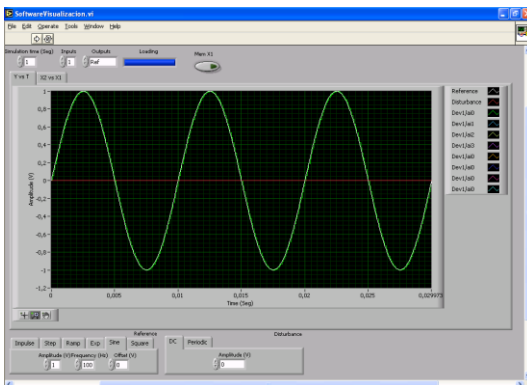 SoftwareVisualizacion.vi
File Edit Operate Tools Window Help
Simulation time (Seg) Inputs Outputs Loading Mem X1
1 1 Ref
Y vs T X2 vs X1
Reference
Disturbance
Dev1/ai0
Dev1/ai1
Dev1/ai2
Dev1/ai0
Dev1/ai0
Dev1/ai0
Dev1/ai0
Dev1/ai0
Amplitude (V)
1
0,8
0,6
0,4
0,2
0
-0,2
-0,4
-0,6
-0,8
-1
-1,2
0 0,005 0,01 0,015 0,02 0,025 0,029973
Time (Seg)
Reference Disturbance
Impulse Step Ramp Exp Sine Square DC Periodic
Amplitude (V) Frequency (Hz) Offset (V) Amplitude (V)
1 100 0 0